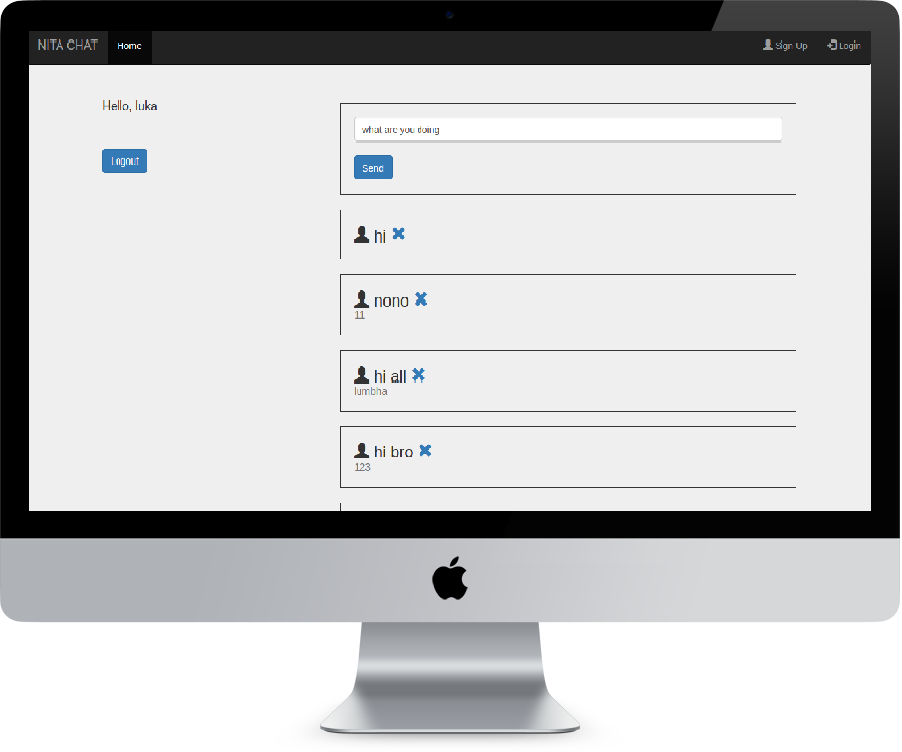 NITA CHAT Home Sign Up Login
Hello, luka
Logout
what are you doing
Send
hi
nono
11
hi all
lumbha
hi bro
123